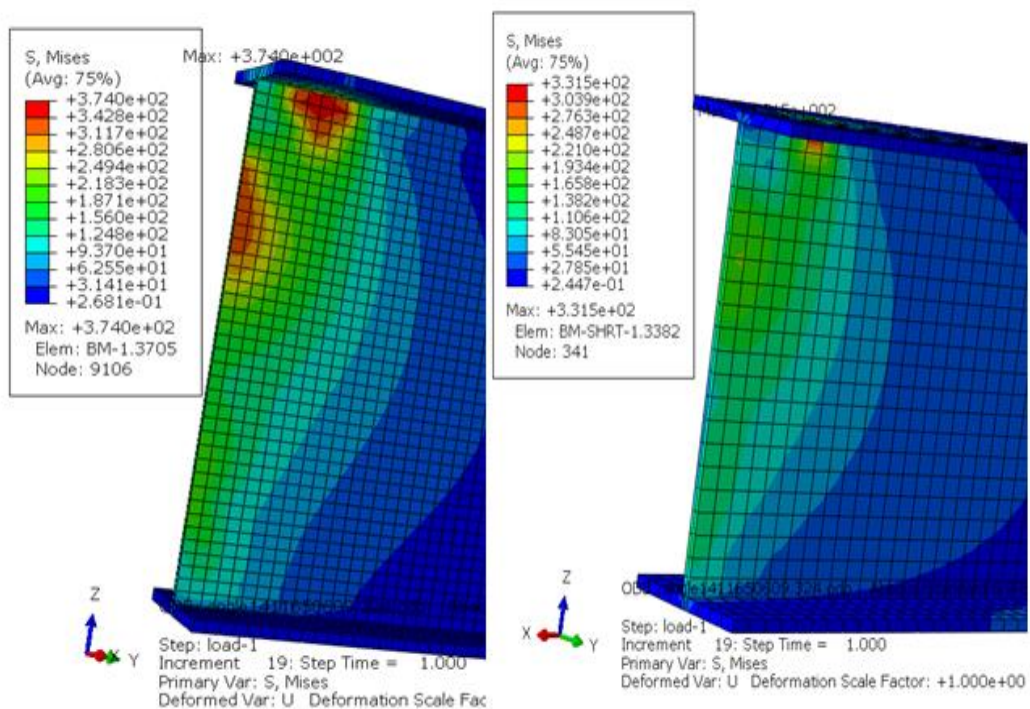 S, Mises
(Avg: 75%)
+3.740e+02
+3.428e+02
+3.117e+02
+2.806e+02
+2.494e+02
+2.183e+02
+1.871e+02
+1.560e+02
+1.248e+02
+9.370e+01
+6.255e+01
+3.141e+01
+2.681e-01
Max: +3.740e+02
Elem: BM-1.3705
Node: 9106
Max: +3.740e+002
Z
X
Y
Step: load-1
Increment 19: Step Time = 1.000
Primary Var: S, Mises
Deformed Var: U Deformation Scale Fac
S, Mises
(Avg: 75%)
+3.315e+02
+3.039e+02
+2.763e+02
+2.487e+02
+2.210e+02
+1.934e+02
+1.658e+02
+1.382e+02
+1.106e+02
+8.305e+01
+5.545e+01
+2.785e+01
+2.447e-01
Max: +3.315e+02
Elem: BM-SHRT-1.3382
Node: 341
Z
X
Y
Step: load-1
Increment 19: Step Time = 1.000
Primary Var: S, Mises
Deformed Var: U Deformation Scale Factor: +1.000e+00